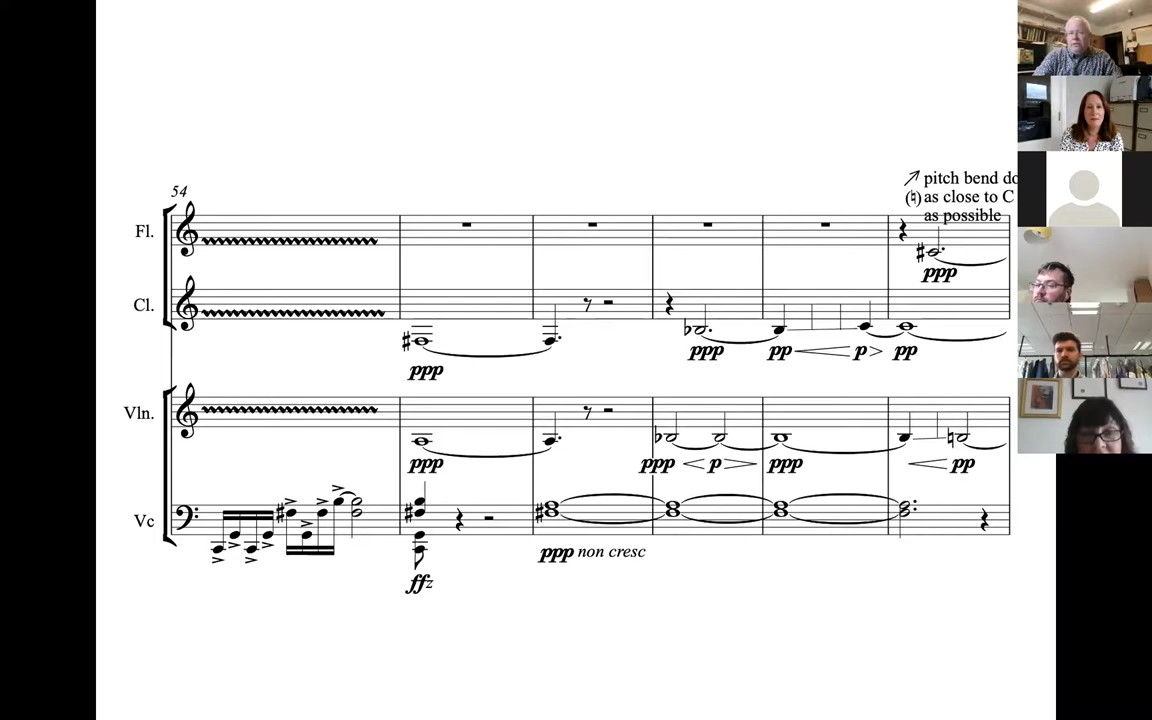 54
pitch bend do
(♮) as close to C
as possible
Fl.
ppp
Cl.
ppp
ppp
pp
p
pp
Vln.
ppp
ppp
p
ppp
pp
Vc
ffz
ppp non cresc